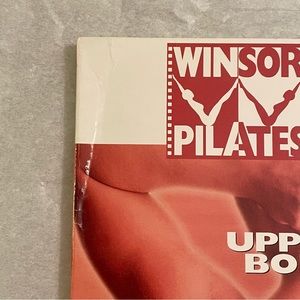 WINSOR
PILATES
UPP
BO